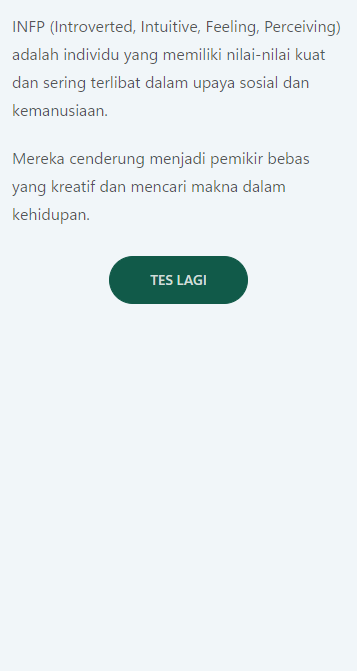 INFP (Introverted, Intuitive, Feeling, Perceiving)
adalah individu yang memiliki nilai-nilai kuat
dan sering terlibat dalam upaya sosial dan
kemanusiaan.
Mereka cenderung menjadi pemikir bebas
yang kreatif dan mencari makna dalam
kehidupan.
TES LAGI